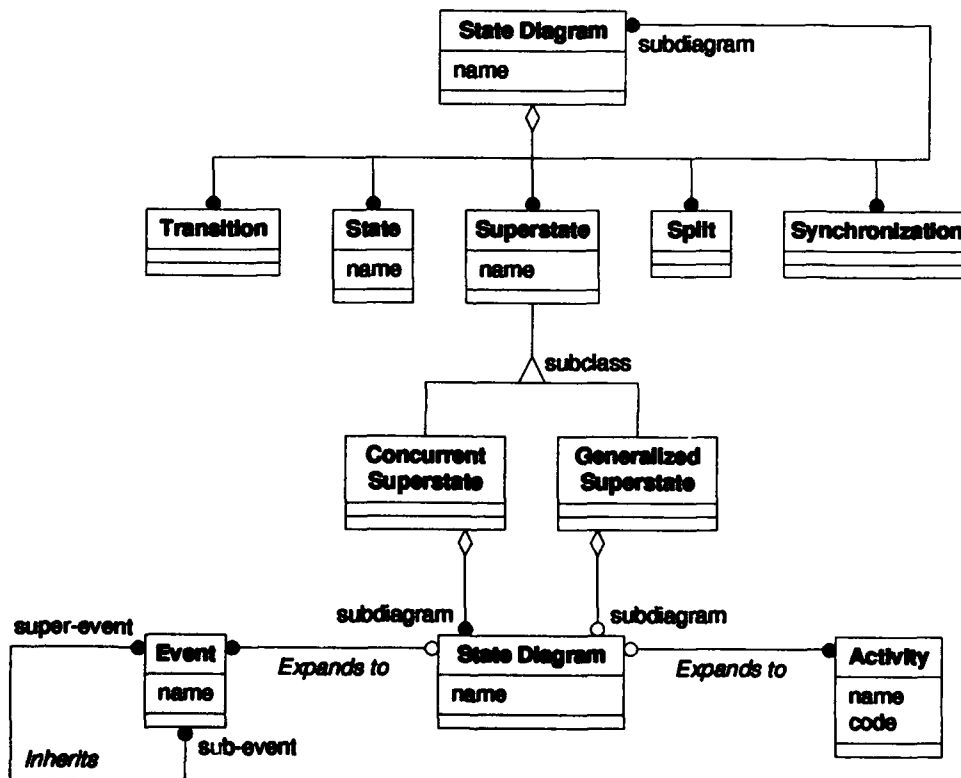 State Diagram
subdiagram
name
Transition
State
Superstate
Split
Synchronization
name
name
subclass
Concurrent
Superstate
Generalized
Superstate
subdiagram
subdiagram
super-event
Event
Expands to
State Diagram
Expands to
Activity
name
name
name
code
sub-event
Inherits